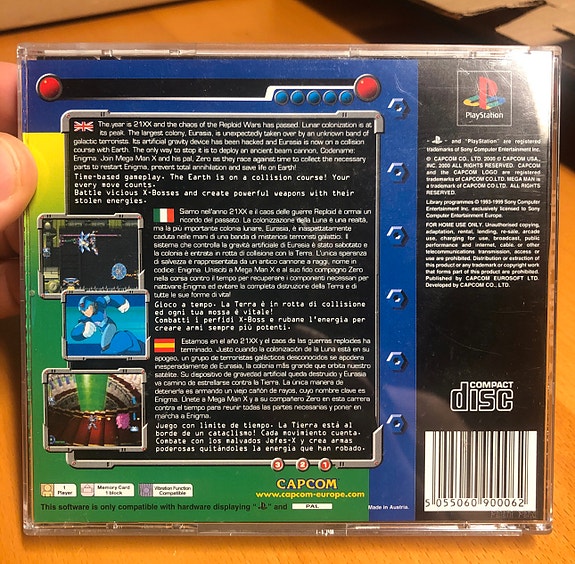 The year is 21XX and the chaos of the Reploid Wars has passed. Lunar colonization is at
its peak. The largest colony, Eurasia, is unexpectedly taken over by an unknown band of
galactic terrorists. Its artificial gravity device has been hacked and Eurasia is now on a collision
course with Earth. The only way to stop it is to deploy an ancient beam cannon, Codename:
Enigma. Join Mega Man X and his pal, Zero as they race against time to collect the necessary
parts to restart Enigma, prevent total annihilation and save life on Earth!
Time-based gameplay. The Earth is on a collision course! Your
every move counts.
Battle vicious X-Bosses and create powerful weapons with their
stolen energies.
Siamo nell'anno 21XX e il caos delle guerre Reploid è ormai un
ricordo del passato. La colonizzazione della Luna è una realtà,
ma la più importante colonia lunare, Eurasia, è inaspettatamente
caduta nelle mani di una banda di misteriosi terroristi galattici. Il
sistema che controlla la gravità artificiale di Eurasia è stato sabotato e
la colonia è entrata in rotta di collisione con la Terra. L'unica speranza
di salvezza è rappresentata da un antico cannone a raggi, nome in
codice: Enigma. Unisciti a Mega Man X e al suo fido compagno Zero
nella corsa contro il tempo per recuperare i componenti necessari per
riattivare Enigma ed evitare la completa distruzione della Terra e di
tutte le sue forme di vita!
Gioco a tempo. La Terra è in rotta di collisione
ed ogni tua mossa é vitale!
Combatti i perfidi X-Boss e rubane l'energia per
creare armi sempre più potenti.
Estamos en el año 21XX y el caos de las guerras reploides ha
terminado. Justo cuando la colonización de la Luna está en su
apogeo, un grupo de terroristas galácticos desconocidos se apodera
inesperadamente de Eurasia, la colonia más grande que orbita nuestro
satélite. Su dispositivo de gravedad artificial queda destruido y Eurasia
va camino de estrellarse contra la Tierra. La única manera de
detenerla es armando un viejo cañón de rayos, cuyo nombre clave es
Enigma. Únete a Mega Man X y a su compañero Zero en esta carrera
contra el tiempo para reunir todas las partes necesarias y poner en
marcha a Enigma.
Juego con límite de tiempo. La Tierra está al
borde de un cataclismo! Cada movimiento cuenta.
Combate con los malvados Jefes-X y crea armas
poderosas quitándoles la energía que han robado.
3 2 1
1
Player
Memory Card
1 block
Vibration Function
Compatible
CAPCOM
www.capcom-europe.com
This software is only compatible with hardware displaying " " and PAL
Made in Austria.
PlayStation
" " and "PlayStation" are registered
trademarks of Sony Computer Entertainment Inc.
© CAPCOM CO., LTD. 2000 © CAPCOM USA,
INC. 2000 ALL RIGHTS RESERVED. CAPCOM
and the CAPCOM LOGO are registered
trademarks of CAPCOM CO.,LTD. MEGA MAN is
a trademark of CAPCOM CO.,LTD. ALL RIGHTS
RESERVED.
Library programmes © 1993-1999 Sony Computer
Entertainment Inc. exclusively licensed to Sony
Computer Entertainment Europe.
FOR HOME USE ONLY. Unauthorised copying,
adaptation, rental, lending, re-sale, arcade
use, charging for use, broadcast, public
performance and internet, cable, or other
telecommunications transmission, access or
use are prohibited. Distribution or extraction of
this product or any trademark or copyright work
that forms part of this product are prohibited.
Published by CAPCOM EUROSOFT LTD.
Developed by CAPCOM CO., LTD.
COMPACT
disc
5 055060 900062